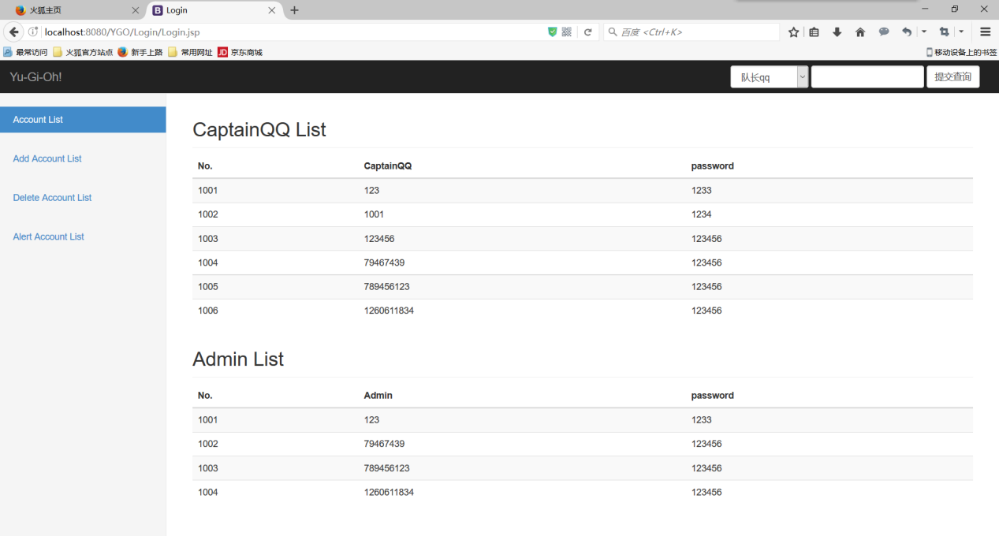 火狐主页
Login
localhost:8080/YGO/Login/Login.jsp
百度 <Ctrl+K>
最常访问 火狐官方站点 新手上路 常用网址 JD 京东商城 移动设备上的书签
Yu-Gi-Oh! 队长qq 提交查询
Account List
Add Account List
Delete Account List
Alert Account List
CaptainQQ List
No. CaptainQQ password
1001 123 1233
1002 1001 1234
1003 123456 123456
1004 79467439 123456
1005 789456123 123456
1006 1260611834 123456
Admin List
No. Admin password
1001 123 1233
1002 79467439 123456
1003 789456123 123456
1004 1260611834 123456